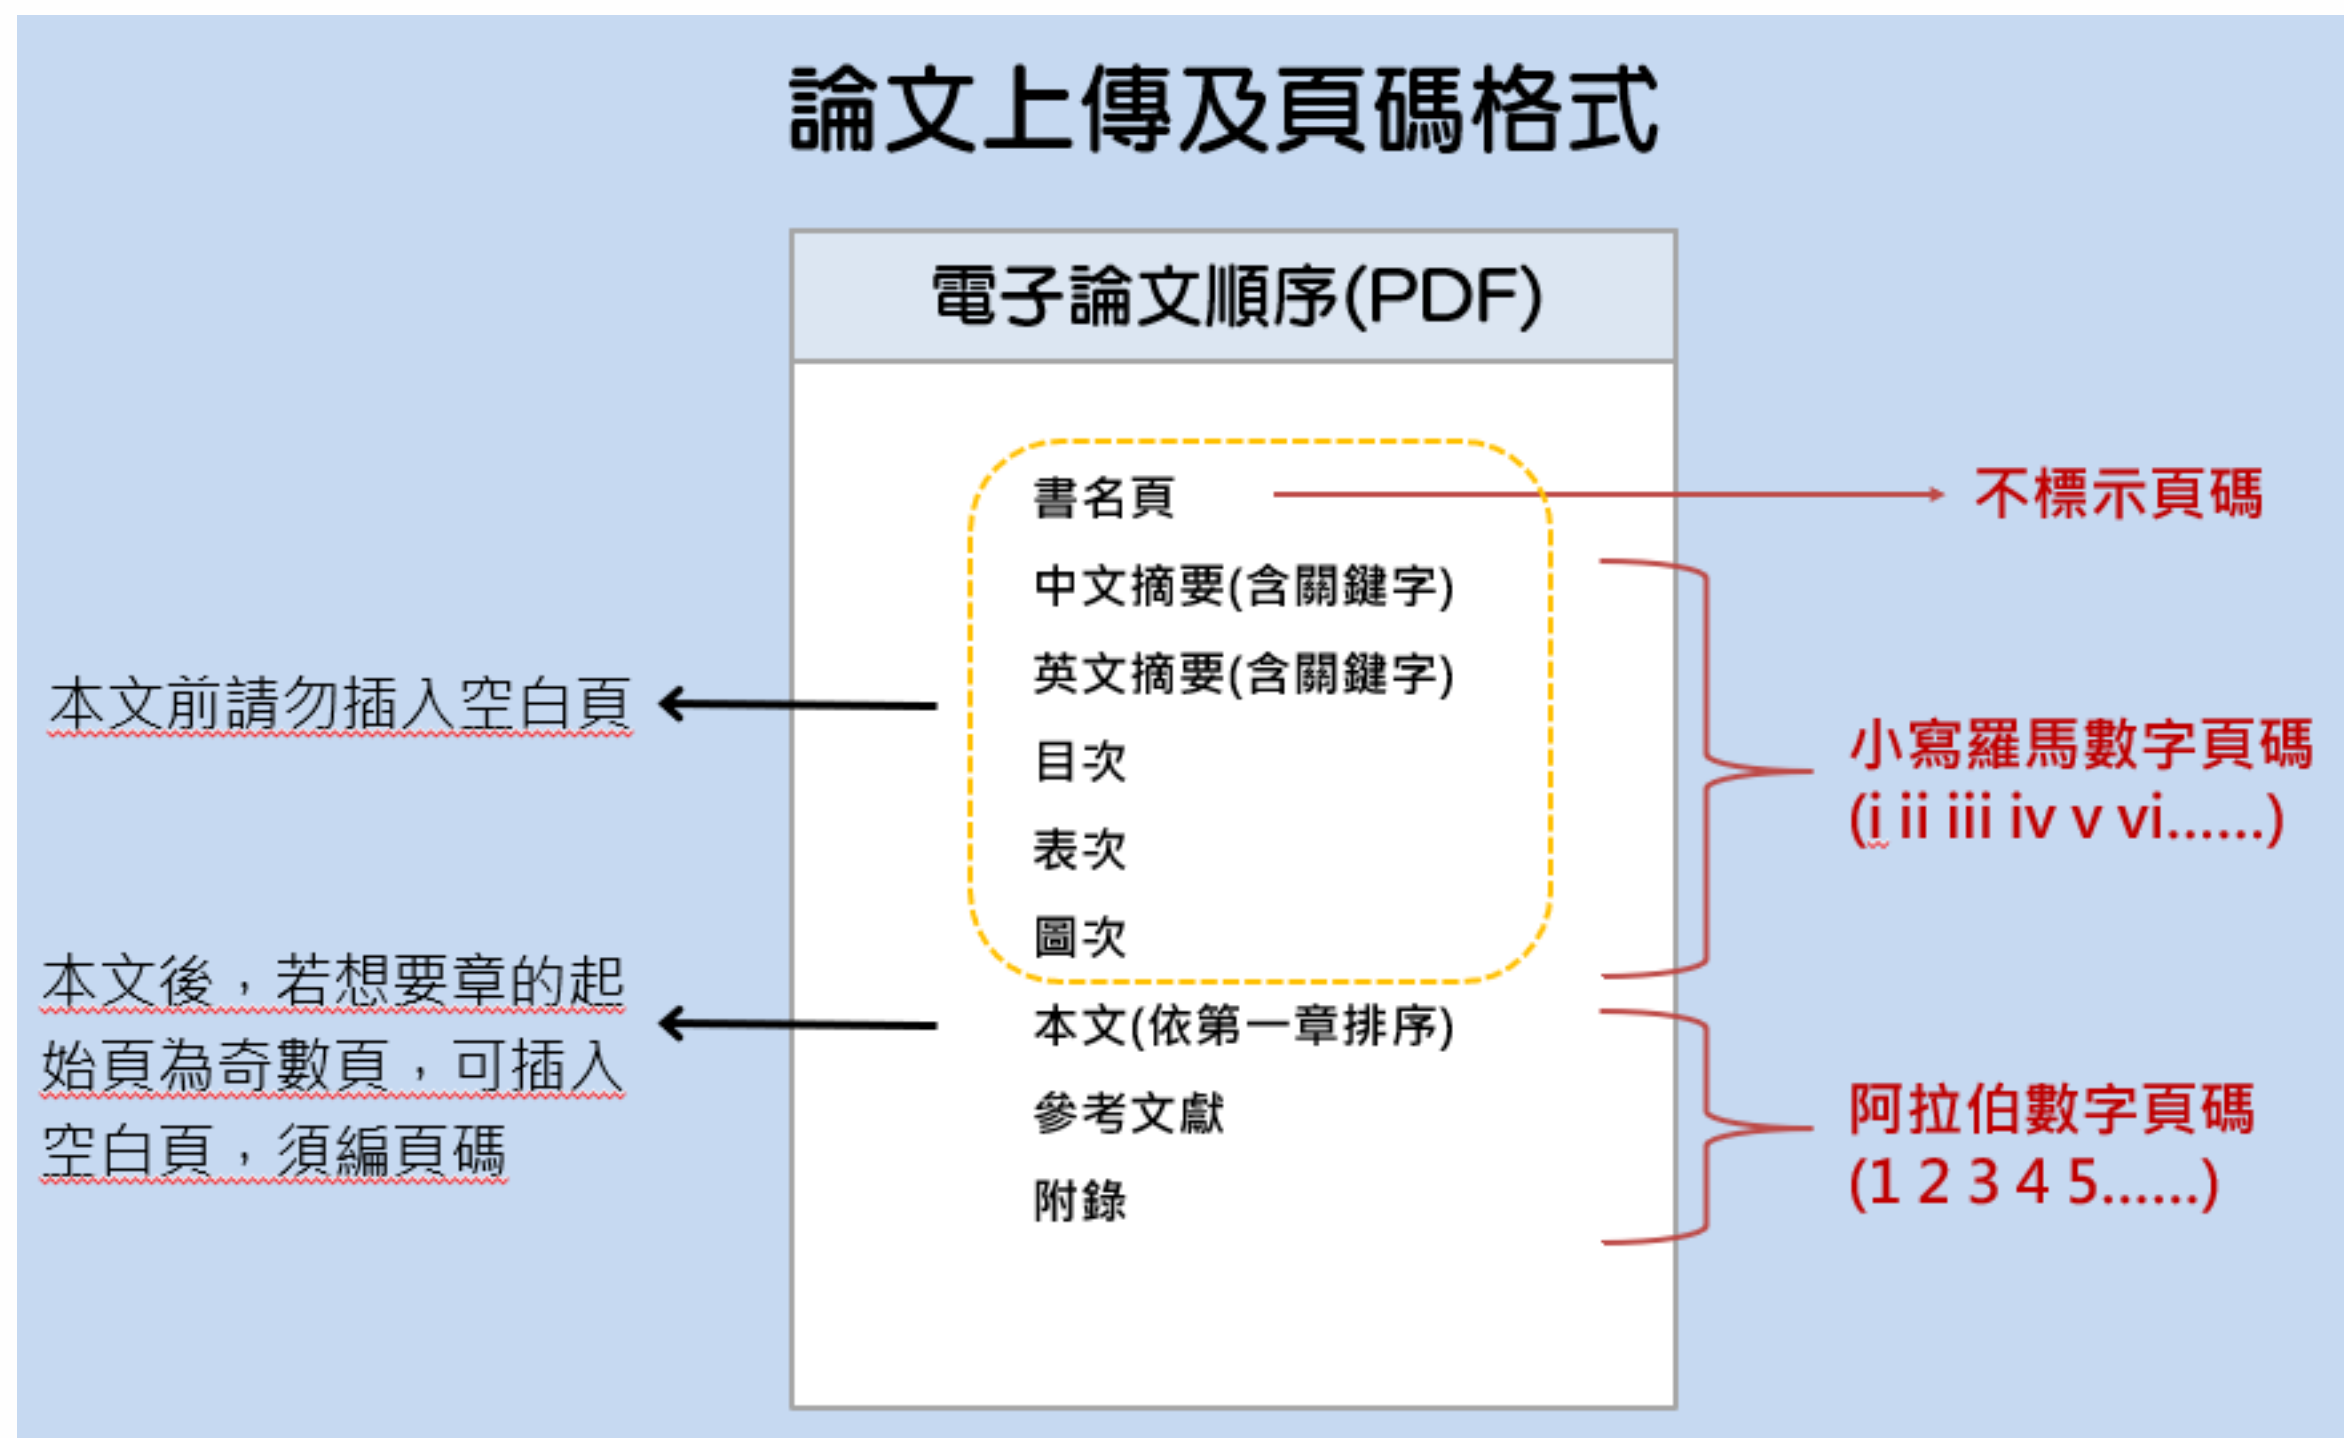 論文上傳及頁碼格式
電子論文順序(PDF)
書名頁
不標示頁碼
中文摘要(含關鍵字)
英文摘要(含關鍵字)
目次
表次
圖次
本文前請勿插入空白頁
小寫羅馬數字頁碼
(i ii iii iv v vi......)
本文(依第一章排序)
參考文獻
附錄
本文後，若想要章的起
始頁為奇數頁，可插入
空白頁，須編頁碼
阿拉伯數字頁碼
(1 2 3 4 5......)